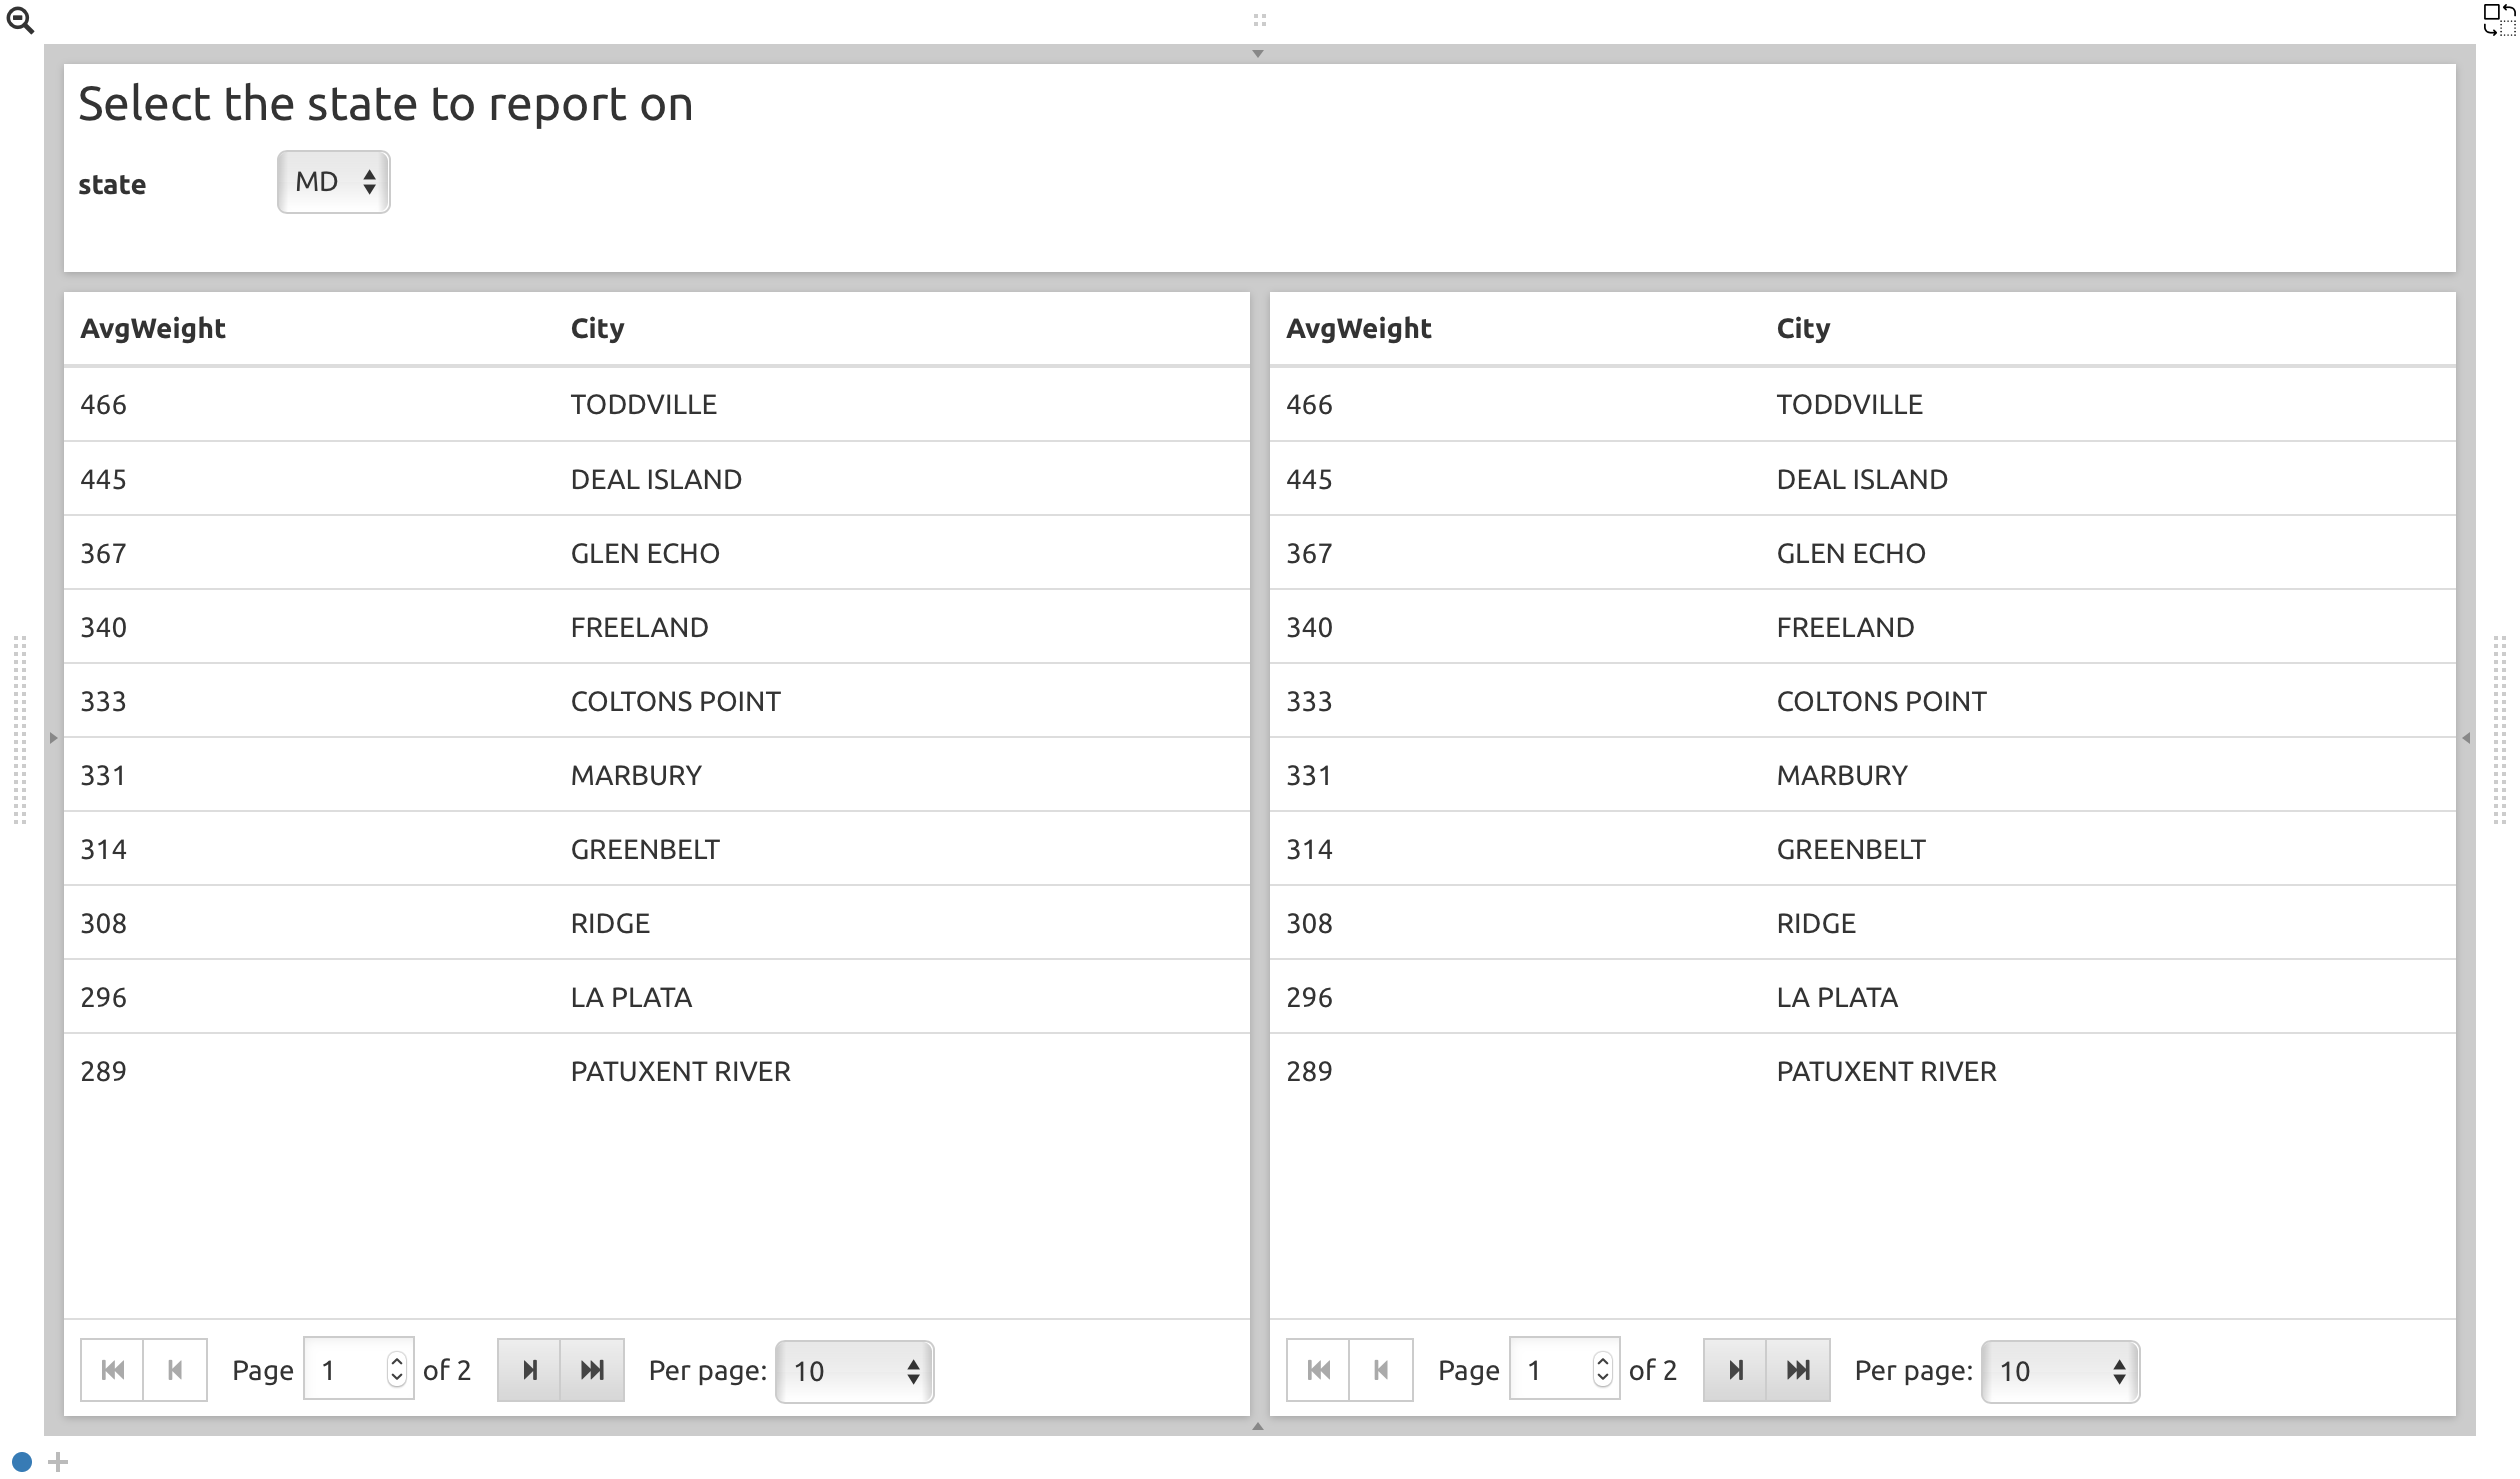 Select the state to report on
state MD
AvgWeight City
466 TODDVILLE
445 DEAL ISLAND
367 GLEN ECHO
340 FREELAND
333 COLTONS POINT
331 MARBURY
314 GREENBELT
308 RIDGE
296 LA PLATA
289 PATUXENT RIVER
Page 1 of 2 Per page: 10
AvgWeight City
466 TODDVILLE
445 DEAL ISLAND
367 GLEN ECHO
340 FREELAND
333 COLTONS POINT
331 MARBURY
314 GREENBELT
308 RIDGE
296 LA PLATA
289 PATUXENT RIVER
Page 1 of 2 Per page: 10